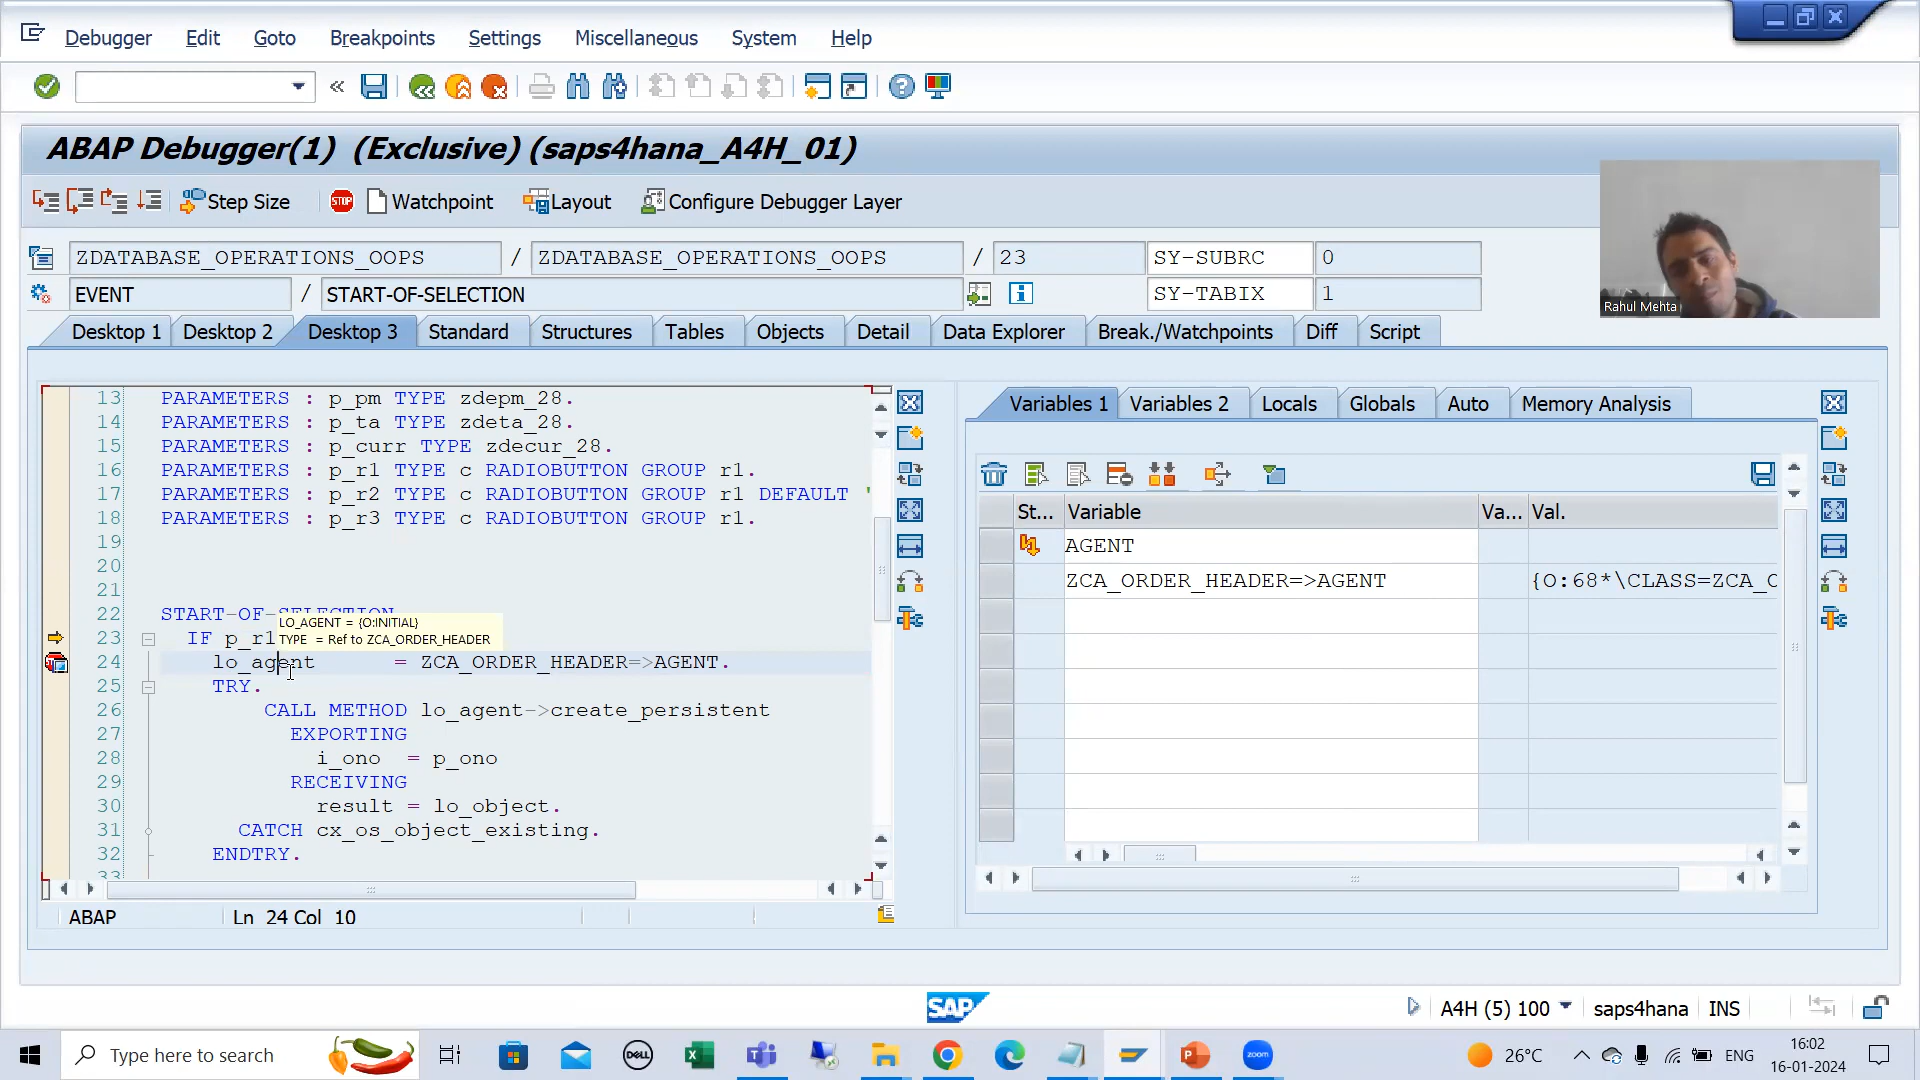 Debugger Edit Goto Breakpoints Settings Miscellaneous System Help
ABAP Debugger(1) (Exclusive) (saps4hana_A4H_01)
Step Size STOP Watchpoint Layout Configure Debugger Layer
ZDATABASE_OPERATIONS_OOPS / ZDATABASE_OPERATIONS_OOPS / 23 SY-SUBRC 0
EVENT / START-OF-SELECTION SY-TABIX 1
Rahul Mehta
Desktop 1 Desktop 2 Desktop 3 Standard Structures Tables Objects Detail Data Explorer Break./Watchpoints Diff Script
13 PARAMETERS : p_pm TYPE zdepm_28.
14 PARAMETERS : p_ta TYPE zdeta_28.
15 PARAMETERS : p_curr TYPE zdecur_28.
16 PARAMETERS : p_r1 TYPE c RADIOBUTTON GROUP r1.
17 PARAMETERS : p_r2 TYPE c RADIOBUTTON GROUP r1 DEFAULT '
18 PARAMETERS : p_r3 TYPE c RADIOBUTTON GROUP r1.
19
20
21
22 START-OF-SELECTION
LO_AGENT = {O:INITIAL}
TYPE = Ref to ZCA_ORDER_HEADER
23 IF p_r1
24 lo_agent = ZCA_ORDER_HEADER=>AGENT.
25 TRY.
26 CALL METHOD lo_agent->create_persistent
27 EXPORTING
28 i_ono = p_ono
29 RECEIVING
30 result = lo_object.
31 CATCH cx_os_object_existing.
32 ENDTRY.
33
ABAP Ln 24 Col 10
Variables 1 Variables 2 Locals Globals Auto Memory Analysis
St... Variable Va... Val.
AGENT
ZCA_ORDER_HEADER=>AGENT {O:68*\CLASS=ZCA_O
SAP
A4H (5) 100 saps4hana INS
Type here to search
DELL
zoom
26°C ENG
16:02
16-01-2024